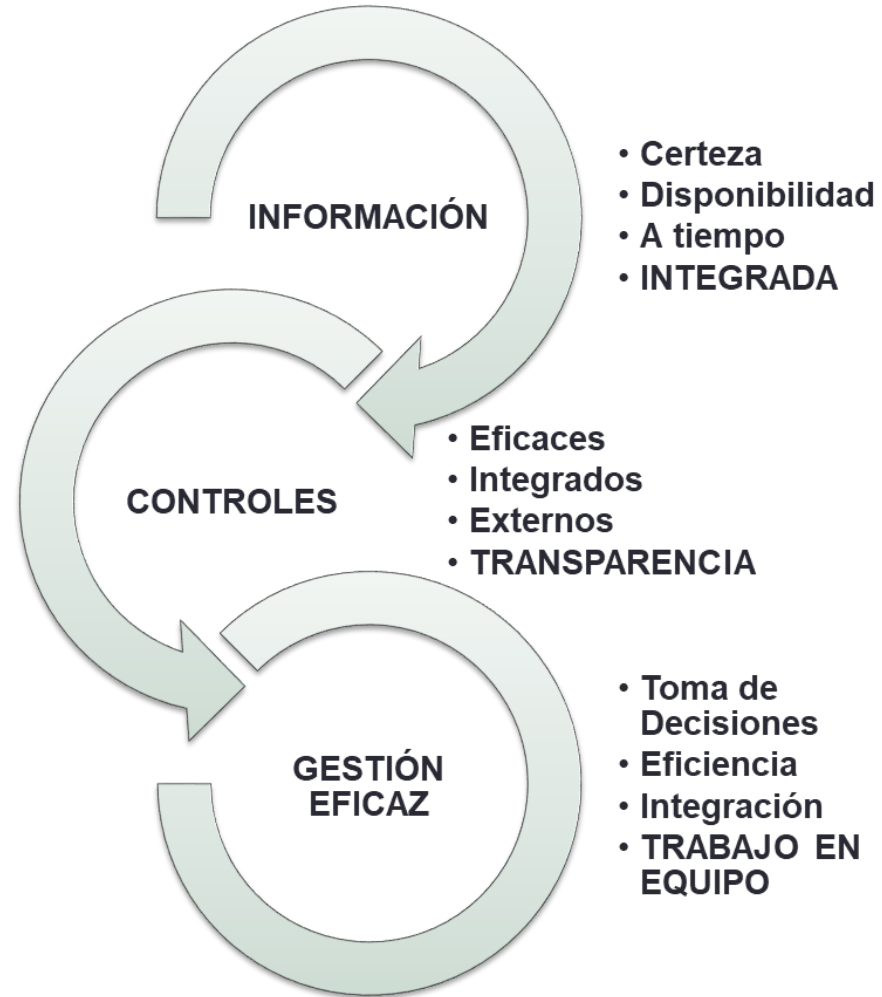 INFORMACIÓN
• Certeza
• Disponibilidad
• A tiempo
• INTEGRADA
CONTROLES
• Eficaces
• Integrados
• Externos
• TRANSPARENCIA
GESTIÓN
EFICAZ
• Toma de
Decisiones
• Eficiencia
• Integración
• TRABAJO EN
EQUIPO